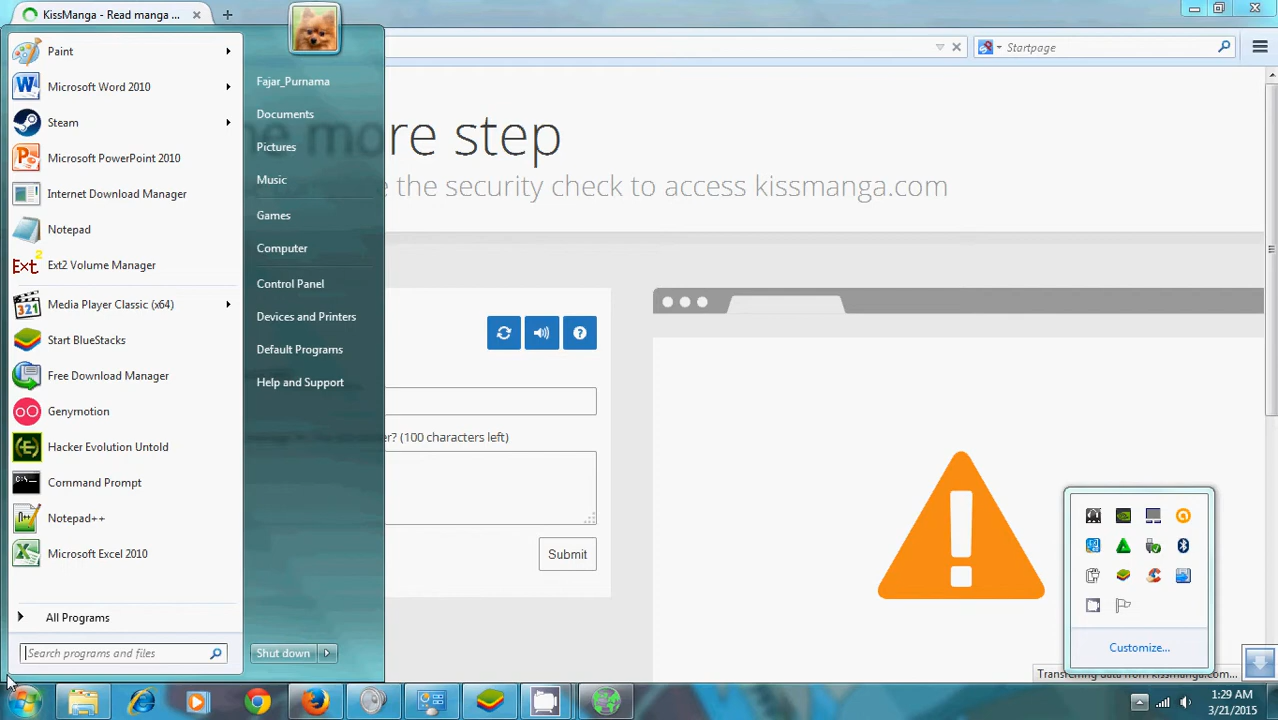 KissManga - Read manga ...
Startpage
Paint
Microsoft Word 2010
Steam
Microsoft PowerPoint 2010
Internet Download Manager
Notepad
Ext2 Volume Manager
Media Player Classic (x64)
Start BlueStacks
Free Download Manager
Genymotion
Hacker Evolution Untold
Command Prompt
Notepad++
Microsoft Excel 2010
All Programs
Search programs and files
Fajar_Purnama
Documents
Pictures
Music
Games
Computer
Control Panel
Devices and Printers
Default Programs
Help and Support
Shut down
more step
the security check to access kissmanga.com
? (100 characters left)
Submit
Customize...
Transferring data from kissmanga.com...
1:29 AM
3/21/2015